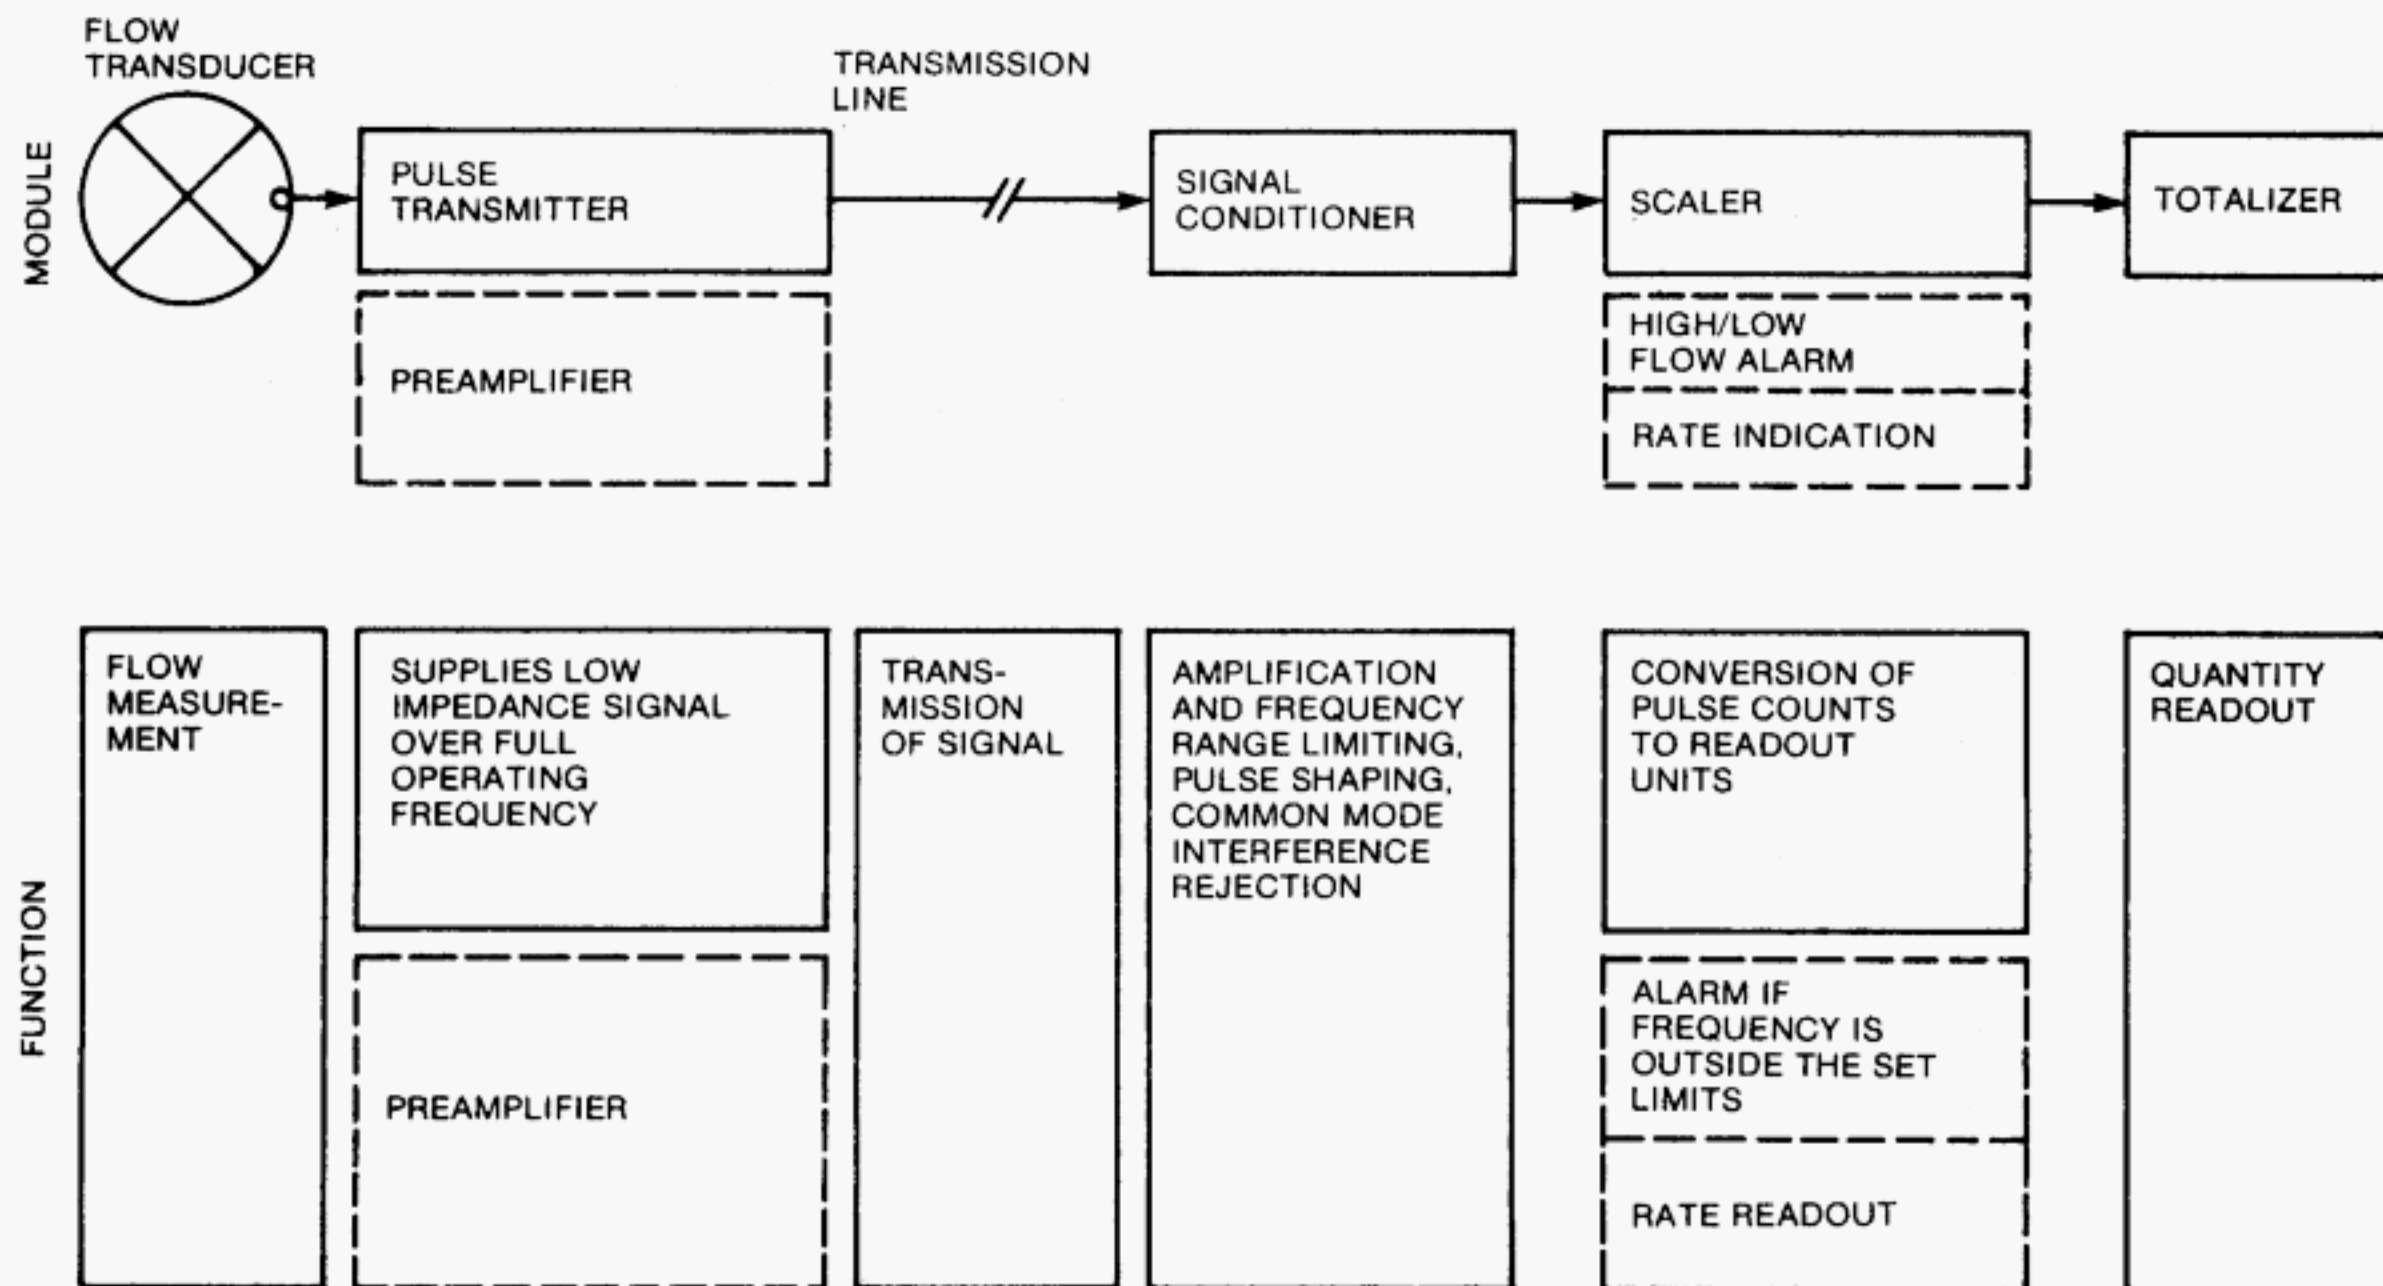 FLOW
TRANSDUCER
TRANSMISSION
LINE
MODULE
PULSE
TRANSMITTER
SIGNAL
CONDITIONER
SCALER
TOTALIZER
PREAMPLIFIER
HIGH/LOW
FLOW ALARM
RATE INDICATION
FUNCTION
FLOW
MEASURE-
MENT
SUPPLIES LOW
IMPEDANCE SIGNAL
OVER FULL
OPERATING
FREQUENCY
PREAMPLIFIER
TRANS-
MISSION
OF SIGNAL
AMPLIFICATION
AND FREQUENCY
RANGE LIMITING,
PULSE SHAPING,
COMMON MODE
INTERFERENCE
REJECTION
CONVERSION OF
PULSE COUNTS
TO READOUT
UNITS
ALARM IF
FREQUENCY IS
OUTSIDE THE SET
LIMITS
RATE READOUT
QUANTITY
READOUT